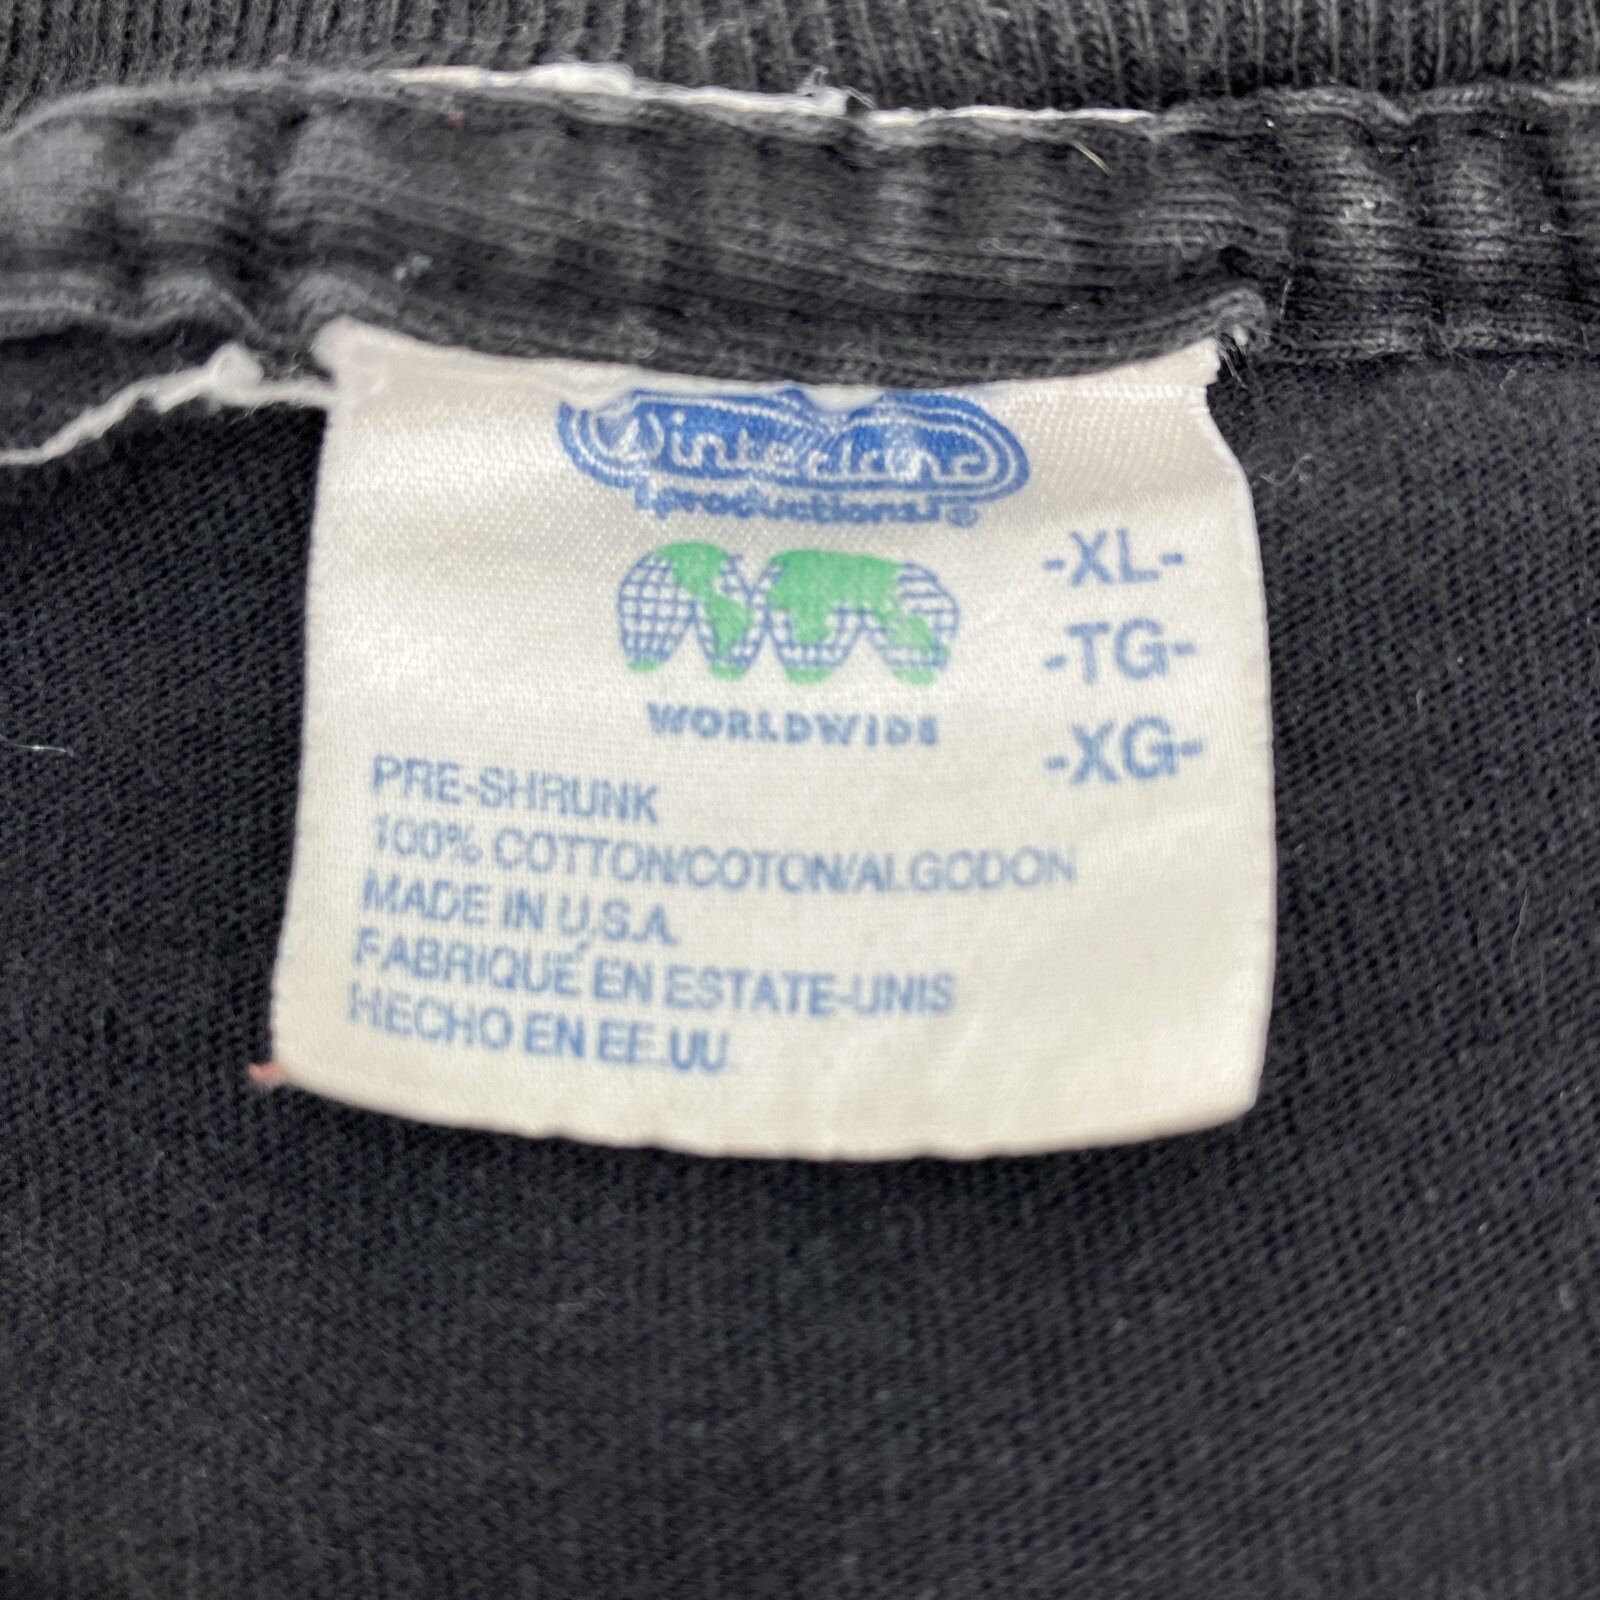 Winterland
productions®
-XL-
-TG-
-XG-
WORLDWIDE
PRE-SHRUNK
100% COTTON/COTON/ALGODON
MADE IN U.S.A.
FABRIQUÉ EN ESTATE-UNIS
HECHO EN EE.UU.